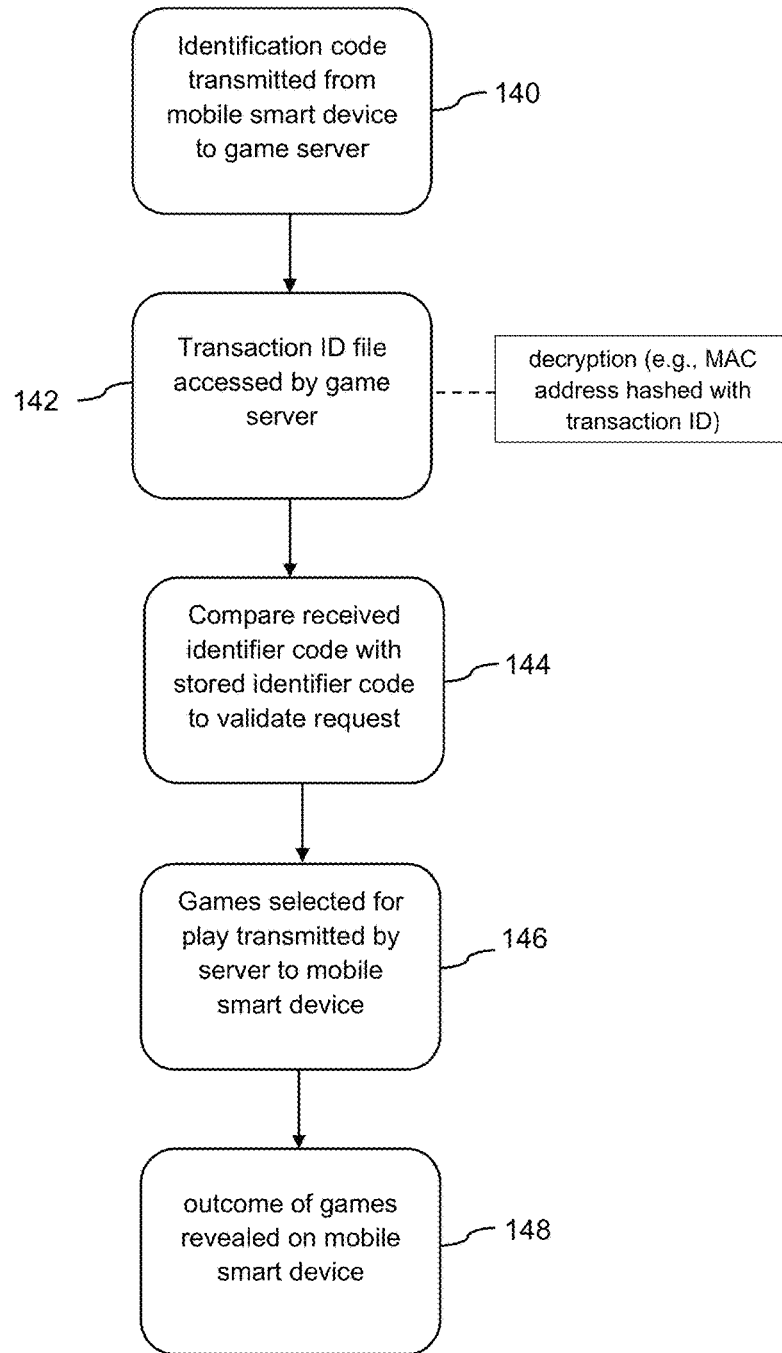 Identification code
transmitted from
mobile smart device
to game server
140
Transaction ID file
accessed by game
server
142
decryption (e.g., MAC
address hashed with
transaction ID)
Compare received
identifier code with
stored identifier code
to validate request
144
Games selected for
play transmitted by
server to mobile
smart device
146
outcome of games
revealed on mobile
smart device
148